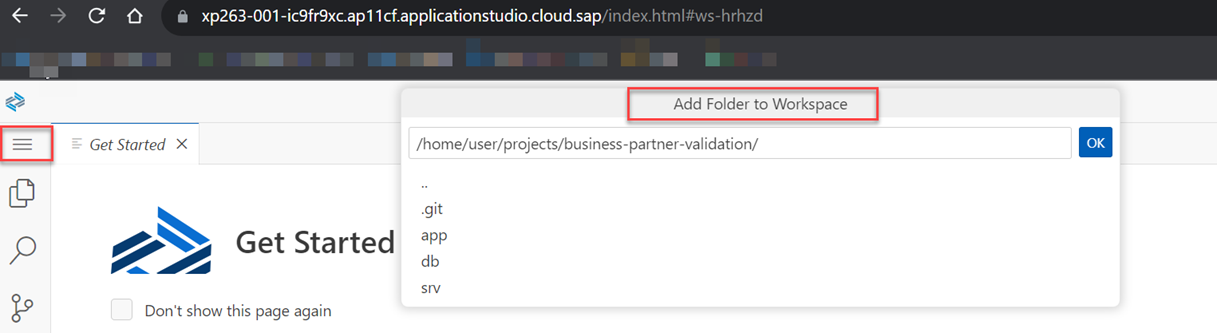 xp263-001-ic9fr9xc.ap11cf.applicationstudio.cloud.sap/index.html#ws-hrhzd
Add Folder to Workspace
Get Started
/home/user/projects/business-partner-validation/
OK
..
.git
app
db
srv
Get Started
Don't show this page again